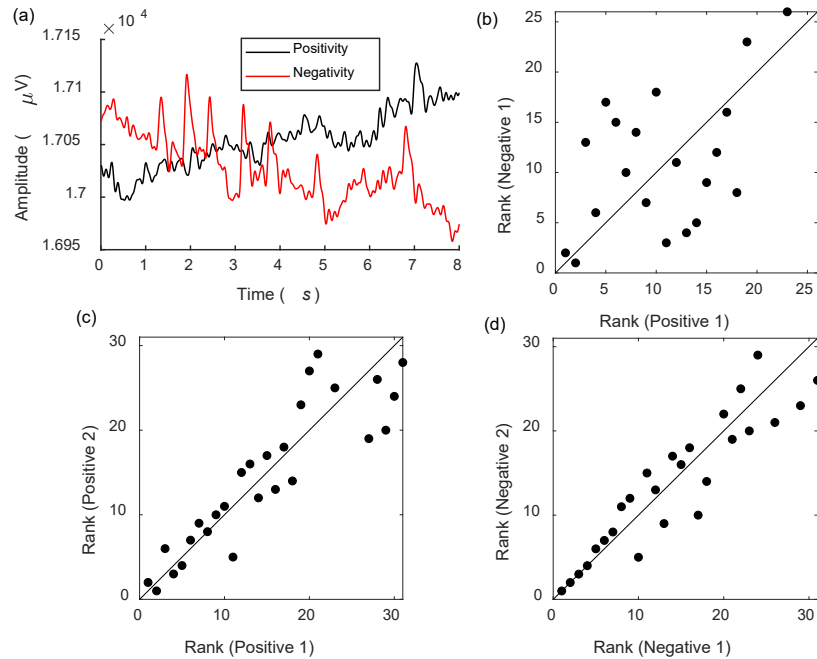 (a)
× 10 4
1.715
1.71
1.705
1.7
1.695
Amplitude ( μV)
Positivity
Negativity
0 1 2 3 4 5 6 7 8
Time ( s)
(b)
25
20
15
10
5
0
Rank (Negative 1)
0 5 10 15 20 25
Rank (Positive 1)
(c)
30
20
10
0
Rank (Positive 2)
0 10 20 30
Rank (Positive 1)
(d)
30
20
10
0
Rank (Negative 2)
0 10 20 30
Rank (Negative 1)